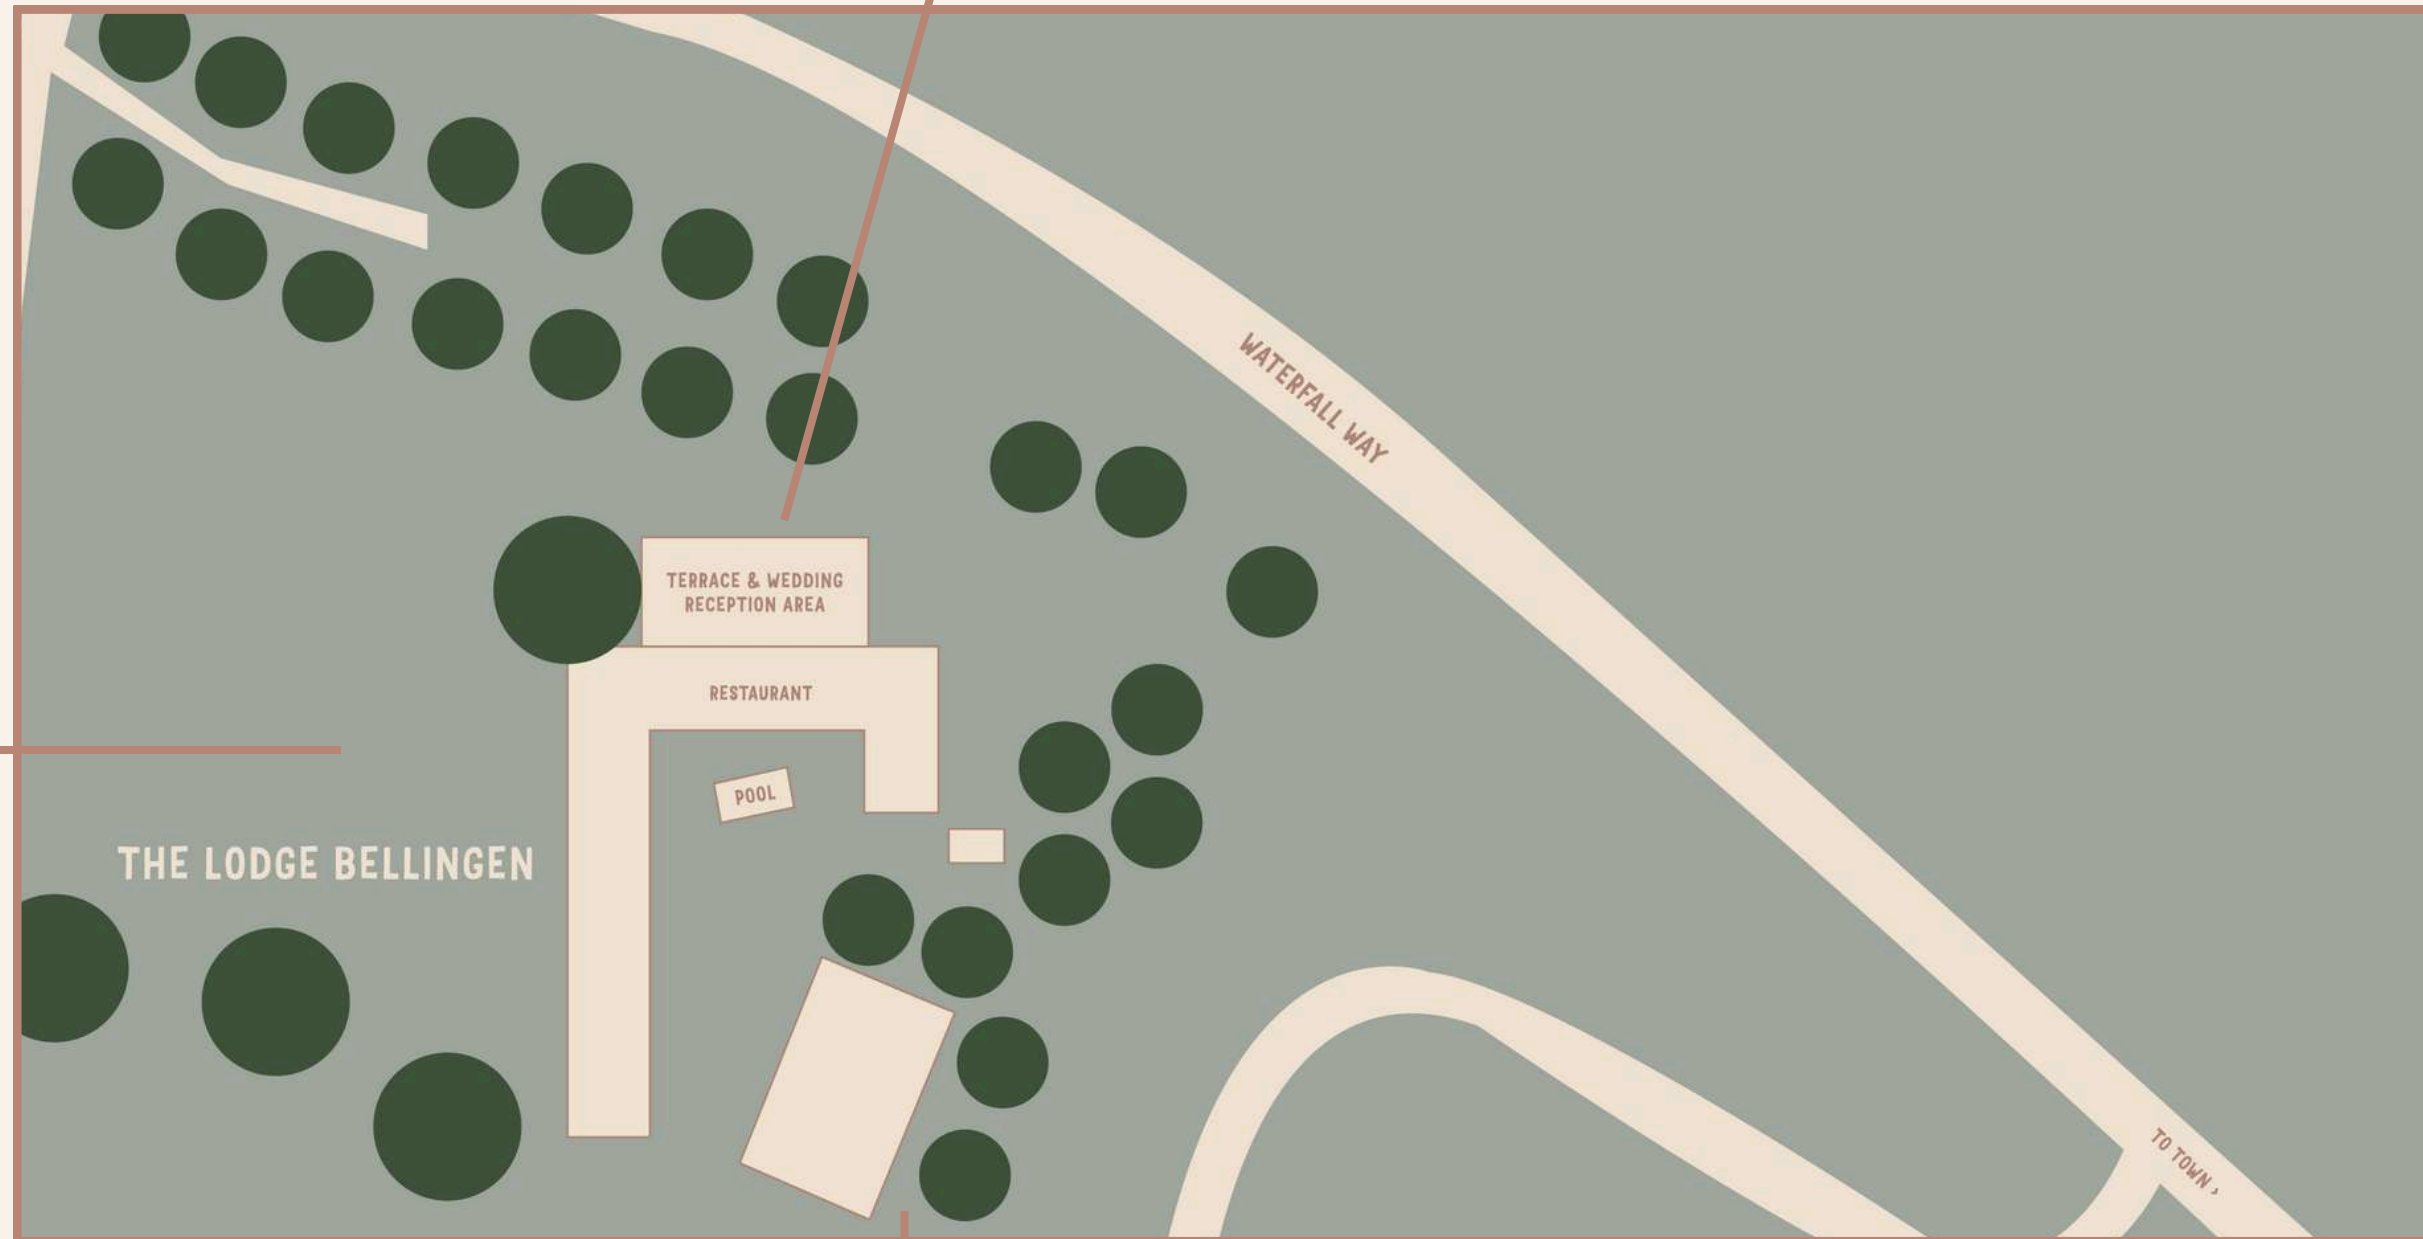 WATERFALL WAY
TERRACE & WEDDING
RECEPTION AREA
RESTAURANT
POOL
THE LODGE BELLINGEN
TO TOWN ›